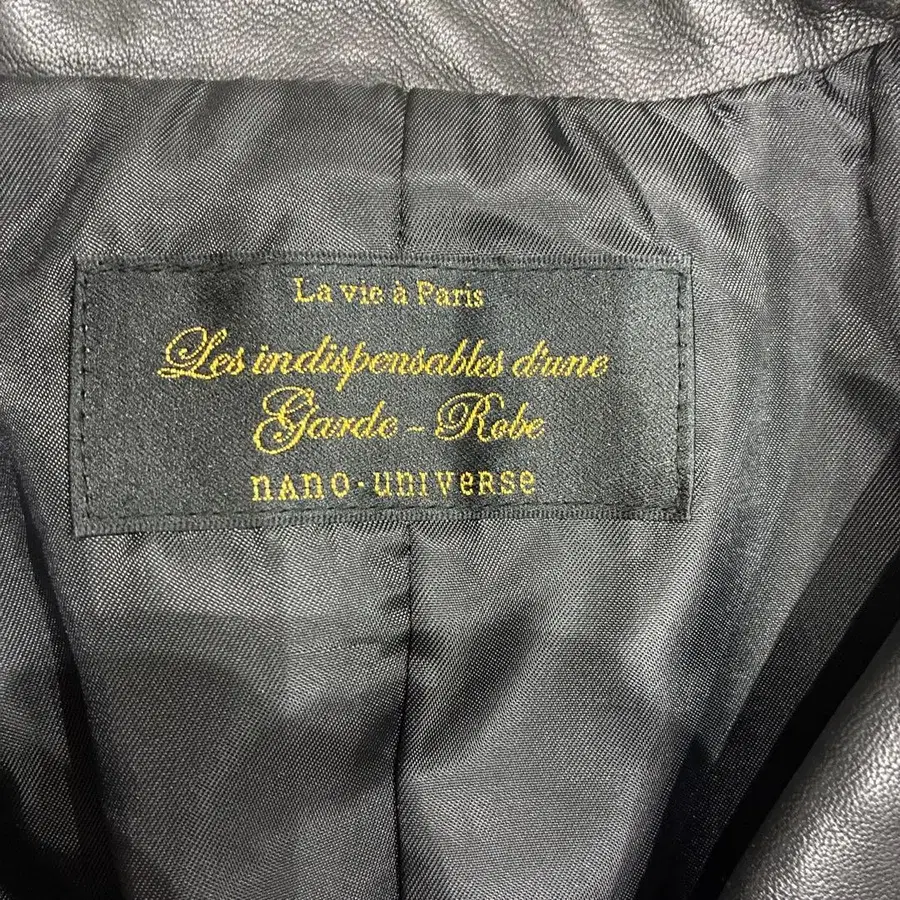 La vie à Paris
Les indispensables d'une
Garde - Robe
nAno·universe